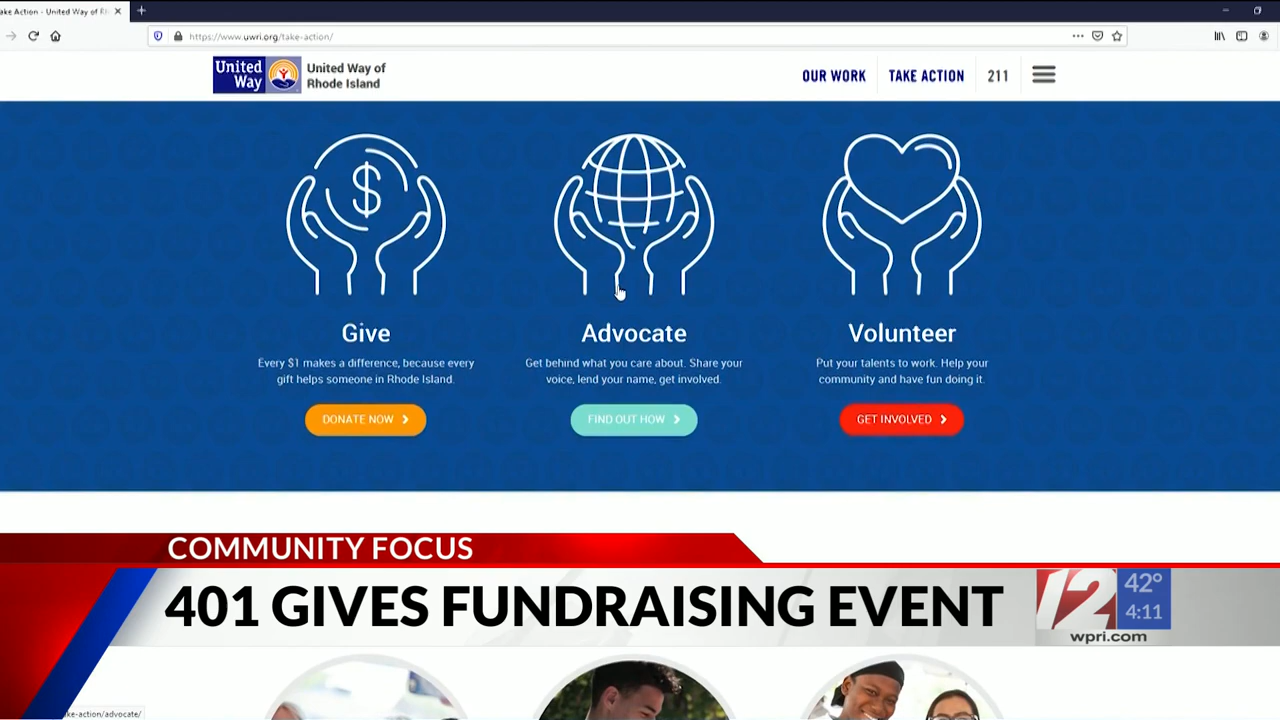 ake Action - United Way of Rh
https://www.uwri.org/take-action/
United Way
United Way of
Rhode Island
OUR WORK
TAKE ACTION
211
$
Give
Every $1 makes a difference, because every
gift helps someone in Rhode Island.
DONATE NOW
Advocate
Get behind what you care about. Share your
voice, lend your name, get involved.
FIND OUT HOW
Volunteer
Put your talents to work. Help your
community and have fun doing it.
GET INVOLVED
COMMUNITY FOCUS
401 GIVES FUNDRAISING EVENT
12
42°
4:11
wpri.com
ke-action/advocate/